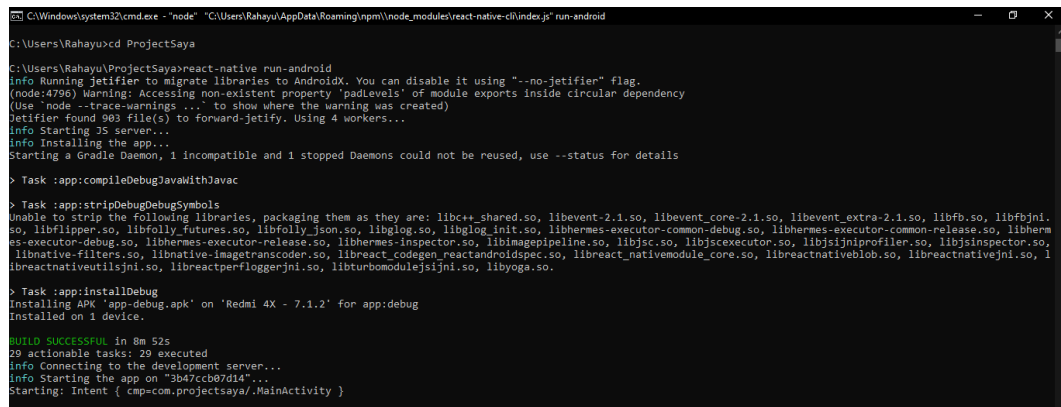 C:\Windows\system32\cmd.exe - "node"  "C:\Users\Rahayu\AppData\Roaming\npm\\node_modules\react-native-cli\index.js" run-android
C:\Users\Rahayu>cd ProjectSaya
C:\Users\Rahayu\ProjectSaya>react-native run-android
info Running jetifier to migrate libraries to AndroidX. You can disable it using "--no-jetifier" flag.
(node:4796) Warning: Accessing non-existent property 'padLevels' of module exports inside circular dependency
(Use `node --trace-warnings ...` to show where the warning was created)
Jetifier found 903 file(s) to forward-jetify. Using 4 workers...
info Starting JS server...
info Installing the app...
Starting a Gradle Daemon, 1 incompatible and 1 stopped Daemons could not be reused, use --status for details
> Task :app:compileDebugJavaWithJavac
> Task :app:stripDebugDebugSymbols
Unable to strip the following libraries, packaging them as they are: libc++_shared.so, libevent-2.1.so, libevent_core-2.1.so, libevent_extra-2.1.so, libfb.so, libfbjni.
so, libflipper.so, libfolly_futures.so, libfolly_json.so, libglog.so, libglog_init.so, libhermes-executor-common-debug.so, libhermes-executor-common-release.so, libherm
es-executor-debug.so, libhermes-executor-release.so, libhermes-inspector.so, libimagepipeline.so, libjsc.so, libjscexecutor.so, libjsijniprofiler.so, libjsinspector.so,
 libnative-filters.so, libnative-imagetranscoder.so, libreact_codegen_reactandroidspec.so, libreact_nativemodule_core.so, libreactnativeblob.so, libreactnativejni.so, l
ibreactnativeutilsjni.so, libreactperfloggerjni.so, libturbomodulejsijni.so, libyoga.so.
> Task :app:installDebug
Installing APK 'app-debug.apk' on 'Redmi 4X - 7.1.2' for app:debug
Installed on 1 device.
BUILD SUCCESSFUL in 8m 52s
29 actionable tasks: 29 executed
info Connecting to the development server...
info Starting the app on "3b47ccb07d14"...
Starting: Intent { cmp=com.projectsaya/.MainActivity }